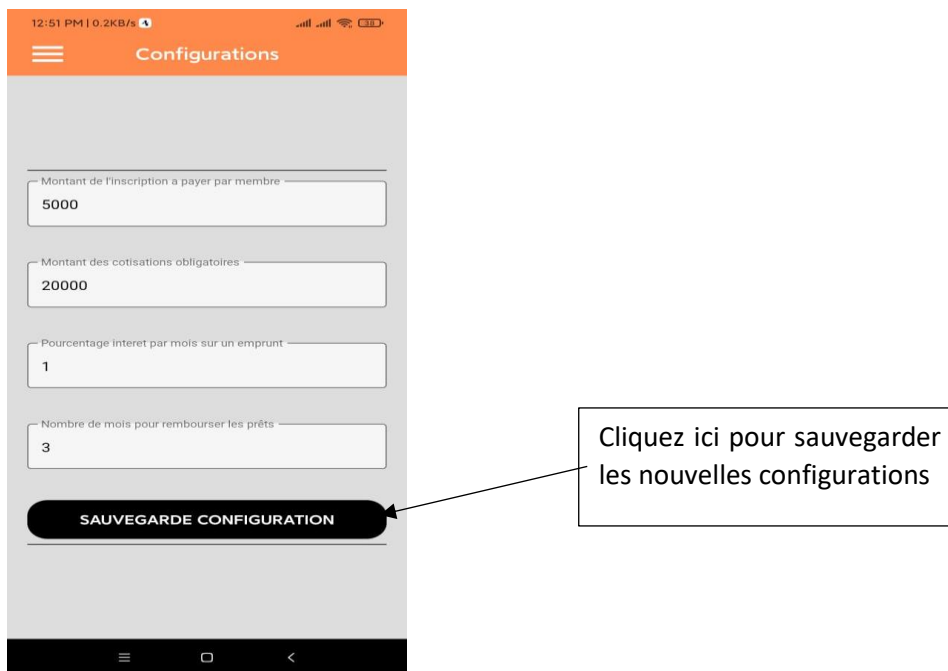 12:51 PM | 0.2KB/s
38
Configurations
Montant de l'inscription a payer par membre
5000
Montant des cotisations obligatoires
20000
Pourcentage interet par mois sur un emprunt
1
Nombre de mois pour rembourser les prêts
3
SAUVEGARDE CONFIGURATION
Cliquez ici pour sauvegarder
les nouvelles configurations